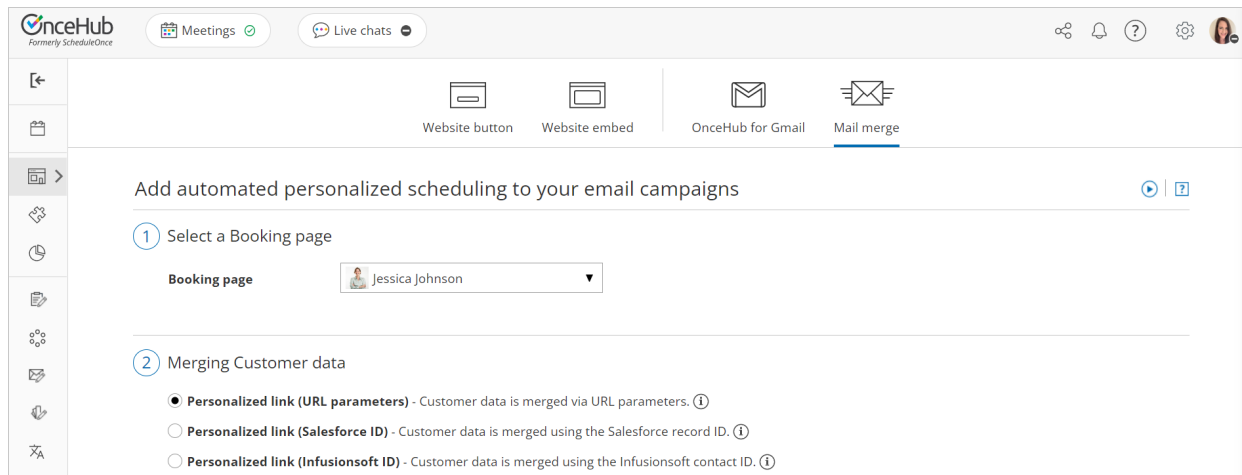 OnceHub
Formerly ScheduleOnce
Meetings
Live chats
?
Website button
Website embed
OnceHub for Gmail
Mail merge
Add automated personalized scheduling to your email campaigns
?
1 Select a Booking page
Booking page
Jessica Johnson
2 Merging Customer data
Personalized link (URL parameters) - Customer data is merged via URL parameters. i
Personalized link (Salesforce ID) - Customer data is merged using the Salesforce record ID. i
Personalized link (Infusionsoft ID) - Customer data is merged using the Infusionsoft contact ID. i